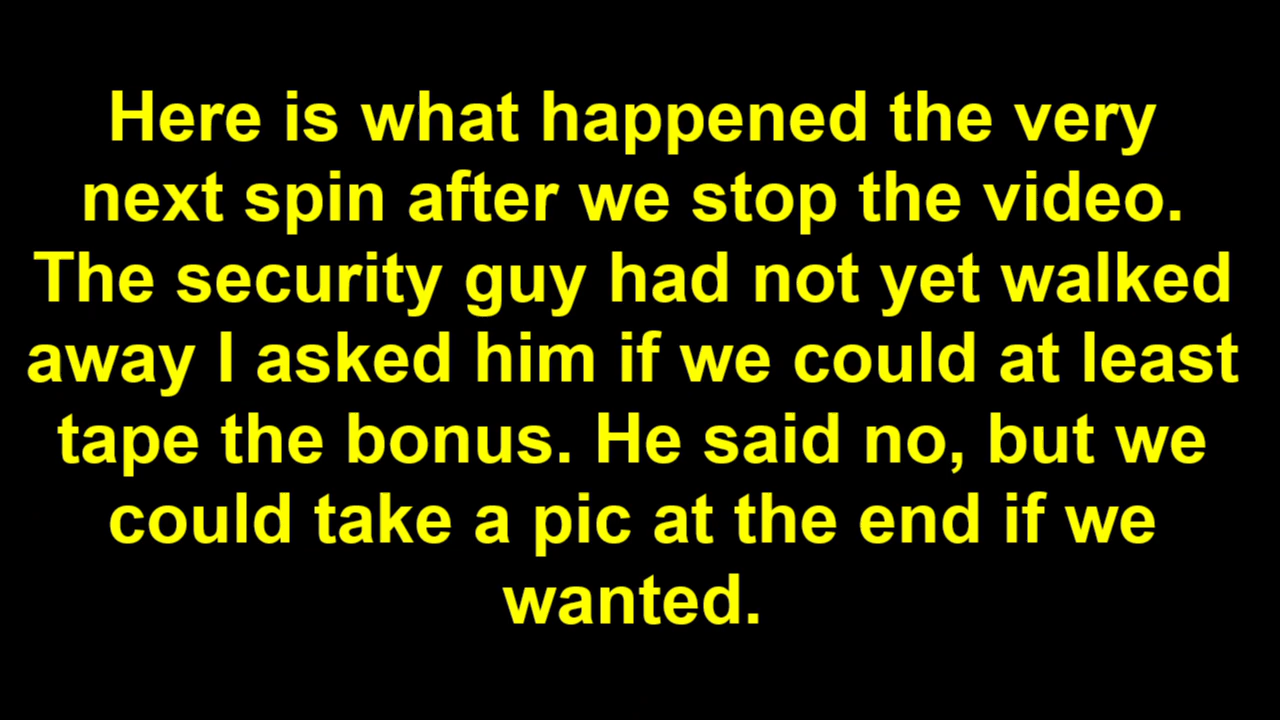 Here is what happened the very
next spin after we stop the video.
The security guy had not yet walked
away I asked him if we could at least
tape the bonus. He said no, but we
could take a pic at the end if we
wanted.